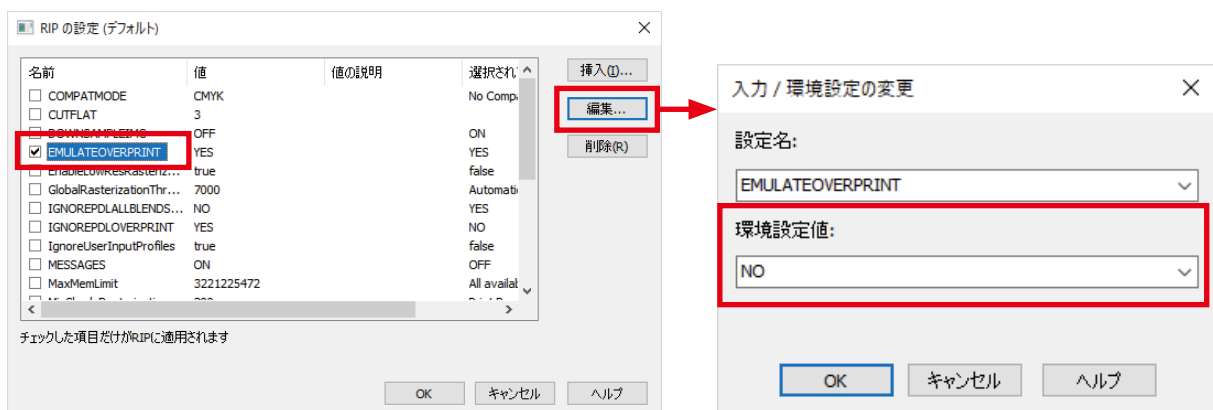 RIP の設定 (デフォルト)
名前 値 値の説明 選択され
COMPATMODE CMYK No Compa
CUTFLAT 3
DOWNSAMPLEIMG OFF ON
EMULATEOVERPRINT YES YES
EnableLowResRasteriz... true false
GlobalRasterizationThr... 7000 Automati
IGNOREPDLALLBLENDS... NO YES
IGNOREPDLOVERPRINT YES NO
IgnoreUserInputProfiles true false
MESSAGES ON OFF
MaxMemLimit 3221225472 All availab
チェックした項目だけがRIPに適用されます
挿入(I)...
編集...
削除(R)
OK キャンセル ヘルプ
入力 / 環境設定の変更
設定名:
EMULATEOVERPRINT
環境設定値:
NO
OK キャンセル ヘルプ